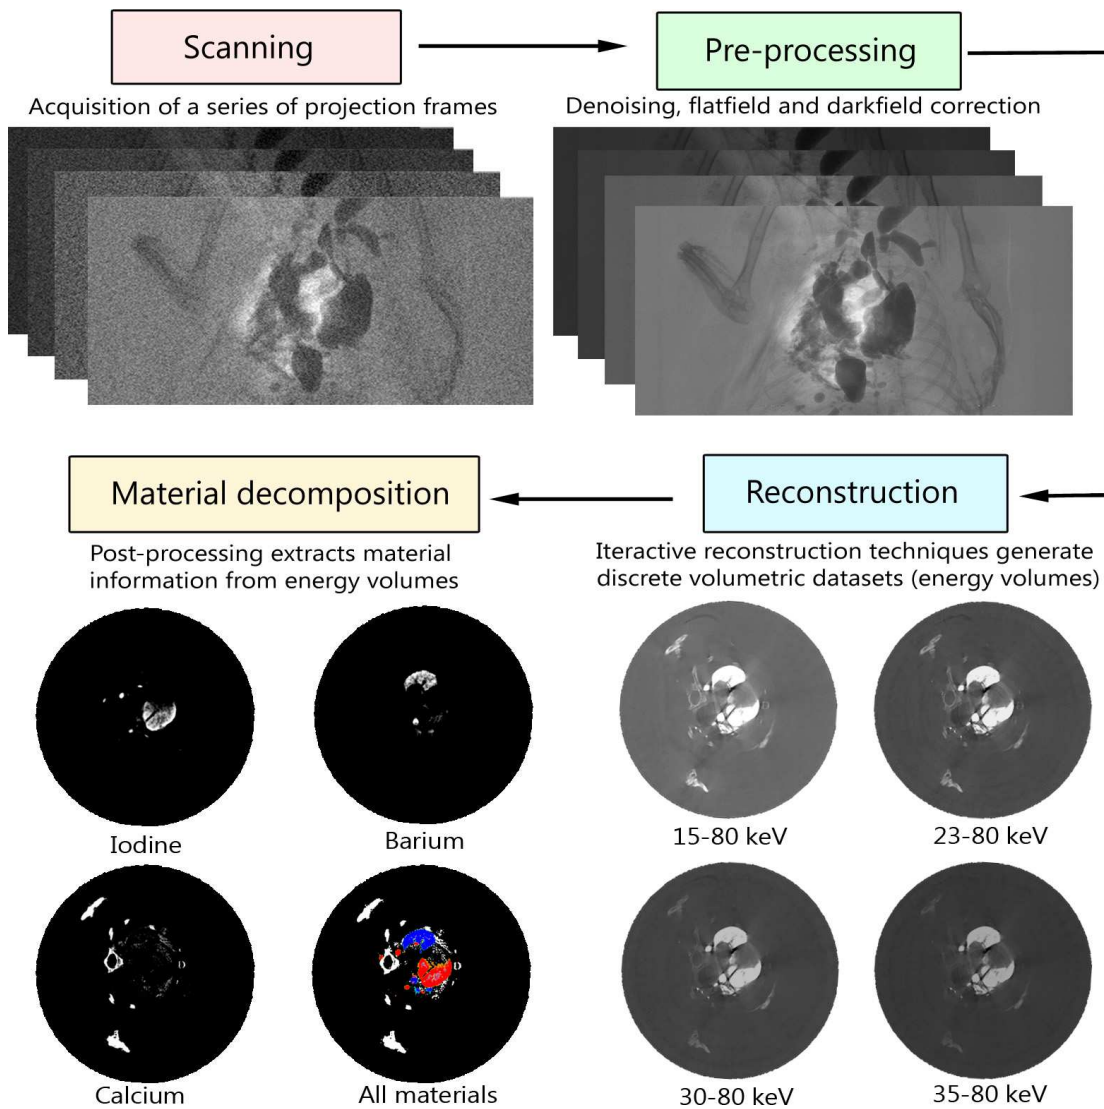 Scanning
Pre-processing
Acquisition of a series of projection frames
Denoising, flatfield and darkfield correction
Material decomposition
Reconstruction
Post-processing extracts material
information from energy volumes
Iteractive reconstruction techniques generate
discrete volumetric datasets (energy volumes)
Iodine
Barium
15-80 keV
23-80 keV
D
D
Calcium
All materials
30-80 keV
35-80 keV